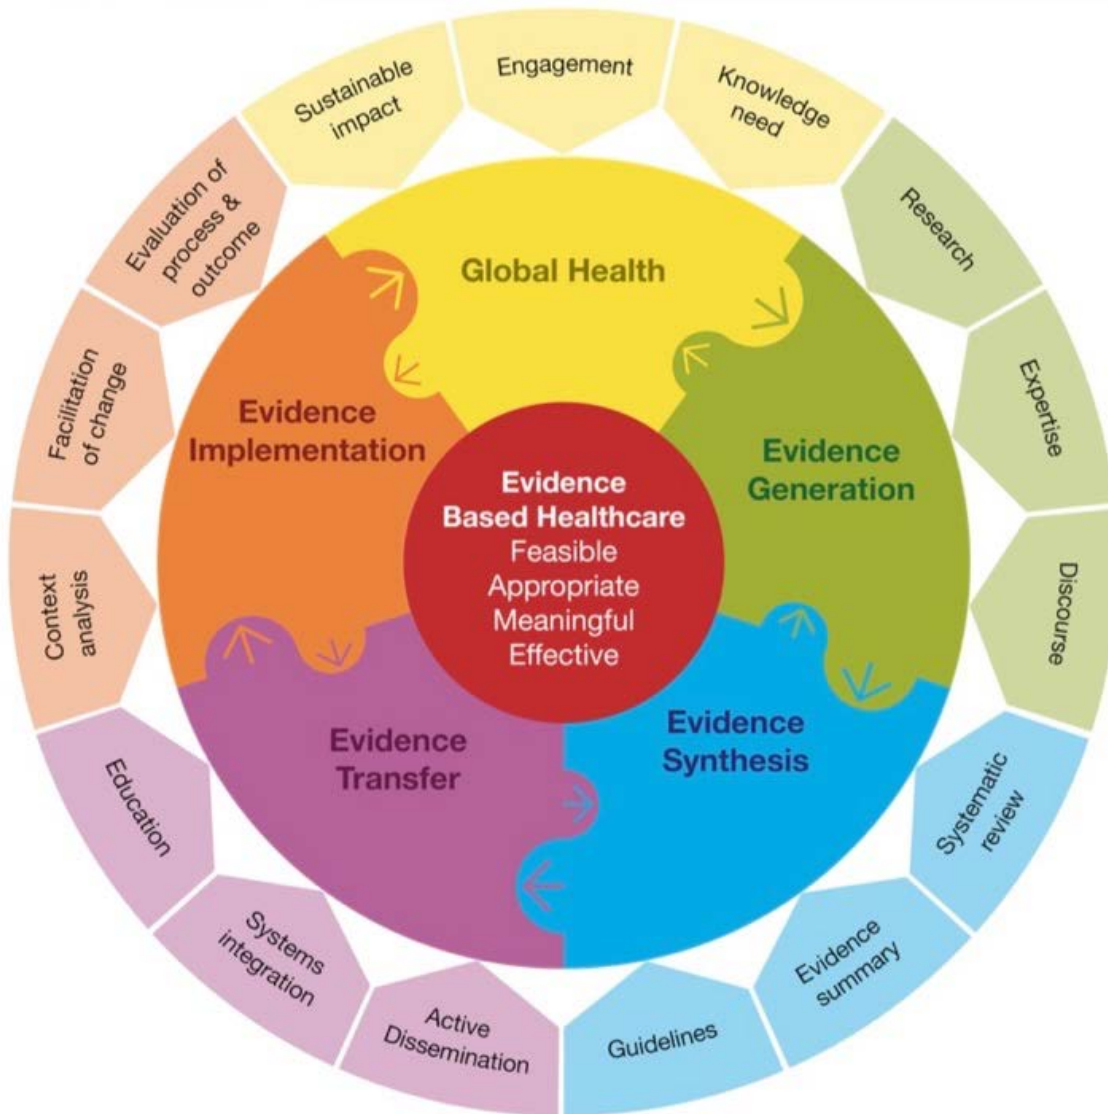 Engagement
Knowledge
need
Research
Expertise
Discourse
Systematic
review
Evidence
summary
Guidelines
Active
Dissemination
Systems
integration
Education
Context
analysis
Facilitation
of change
Evaluation of
process &
outcome
Sustainable
impact
Global Health
Evidence
Generation
Evidence
Synthesis
Evidence
Transfer
Evidence
Implementation
Evidence
Based Healthcare
Feasible
Appropriate
Meaningful
Effective